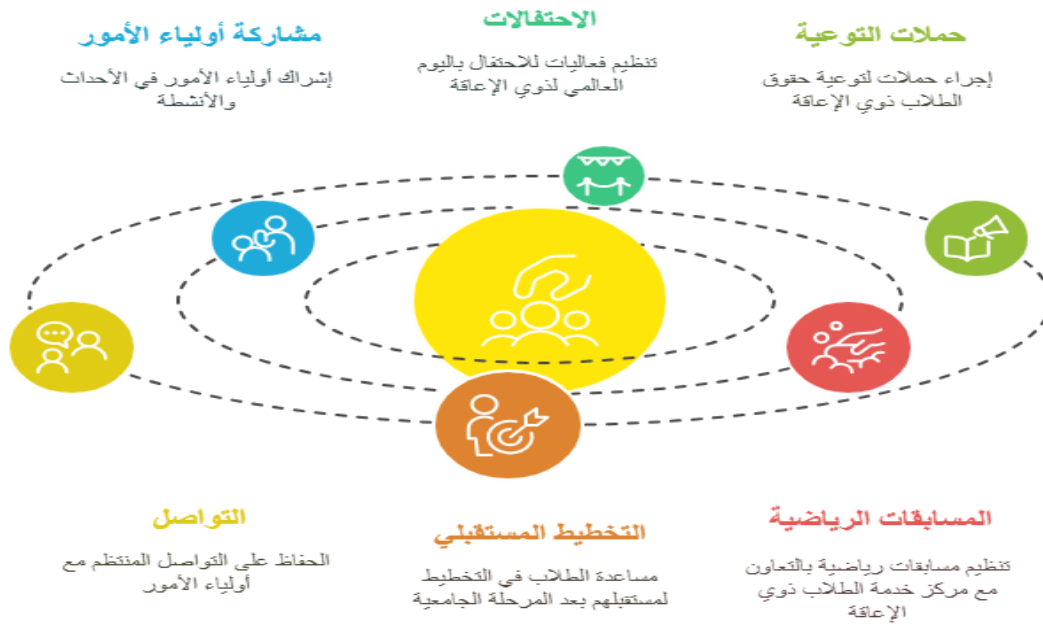 حملات التوعية
إجراء حملات لتوعية حقوق
الطلاب ذوي الإعاقة
الاحتفالات
تنظيم فعاليات للاحتفال باليوم
العالمي لذوي الإعاقة
مشاركة أولياء الأمور
إشراك أولياء الأمور في الأحداث
والأنشطة
المسابقات الرياضية
تنظيم مسابقات رياضية بالتعاون
مع مركز خدمة الطلاب ذوي
الإعاقة
التخطيط المستقبلي
مساعدة الطلاب في التخطيط
لمستقبلهم بعد المرحلة الجامعية
التواصل
الحفاظ على التواصل المنتظم مع
أولياء الأمور